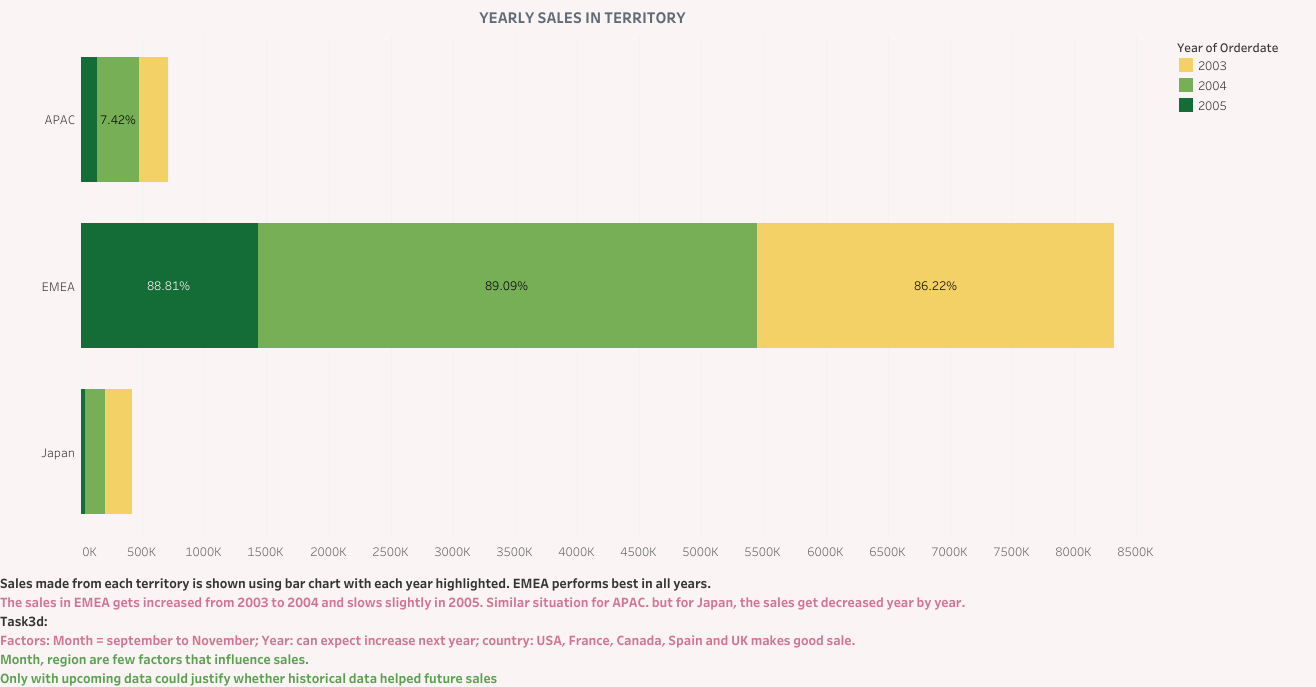 YEARLY SALES IN TERRITORY
Year of Orderdate
2003
2004
2005
APAC
7.42%
EMEA
88.81%
89.09%
86.22%
Japan
0K 500K 1000K 1500K 2000K 2500K 3000K 3500K 4000K 4500K 5000K 5500K 6000K 6500K 7000K 7500K 8000K 8500K
Sales made from each territory is shown using bar chart with each year highlighted. EMEA performs best in all years.
The sales in EMEA gets increased from 2003 to 2004 and slows slightly in 2005. Similar situation for APAC. but for Japan, the sales get decreased year by year.
Task3d:
Factors: Month = september to November; Year: can expect increase next year; country: USA, France, Canada, Spain and UK makes good sale.
Month, region are few factors that influence sales.
Only with upcoming data could justify whether historical data helped future sales